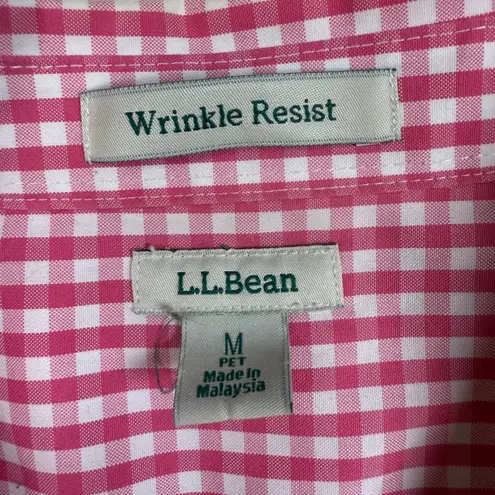 Wrinkle Resist
L.L.Bean
M
PET
Made in
Malaysia